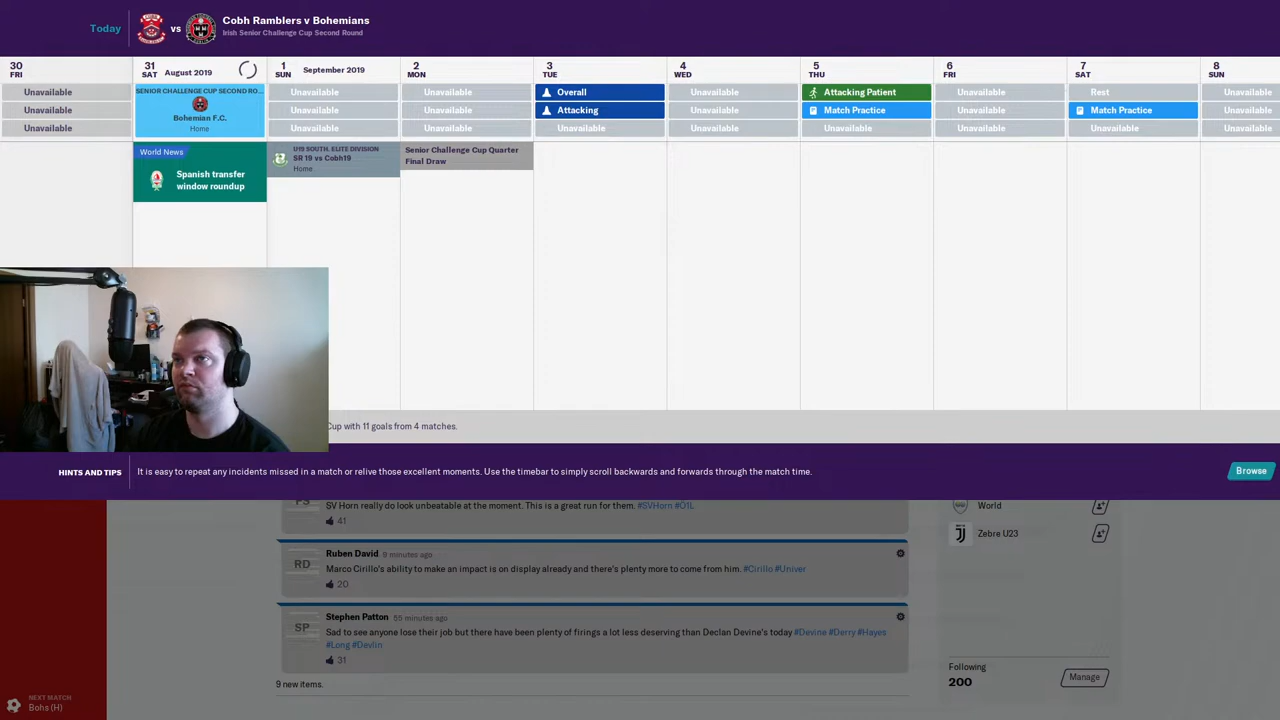 Today
vs
Cobh Ramblers v Bohemians
Irish Senior Challenge Cup Second Round
30
FRI
31
SAT
August 2019
1
SUN
September 2019
2
MON
3
TUE
4
WED
5
THU
6
FRI
7
SAT
8
SUN
Unavailable
SENIOR CHALLENGE CUP SECOND RO...
Unavailable
Unavailable
Overall
Unavailable
Attacking Patient
Unavailable
Rest
Unavailable
Unavailable
Bohemian F.C.
Unavailable
Unavailable
Attacking
Unavailable
Match Practice
Unavailable
Match Practice
Unavailable
Unavailable
Home
Unavailable
Unavailable
Unavailable
Unavailable
Unavailable
Unavailable
Unavailable
Unavailable
World News
Spanish transfer
window roundup
U19 SOUTH, ELITE DIVISION
SR 19 vs Cobh19
Home
Senior Challenge Cup Quarter
Final Draw
Cup with 11 goals from 4 matches.
HINTS AND TIPS
It is easy to repeat any incidents missed in a match or relive those excellent moments. Use the timebar to simply scroll backwards and forwards through the match time.
Browse
SV Horn really do look unbeatable at the moment. This is a great run for them. #SVHorn #O1L
41
World
Zebre U23
RD
Ruben David 9 minutes ago
Marco Cirillo's ability to make an impact is on display already and there's plenty more to come from him. #Cirillo #Univer
20
SP
Stephen Patton 55 minutes ago
Sad to see anyone lose their job but there have been plenty of firings a lot less deserving than Declan Devine's today #Devine #Derry #Hayes
#Long #Devlin
31
9 new items.
Following
200
Manage
NEXT MATCH
Bohs (H)